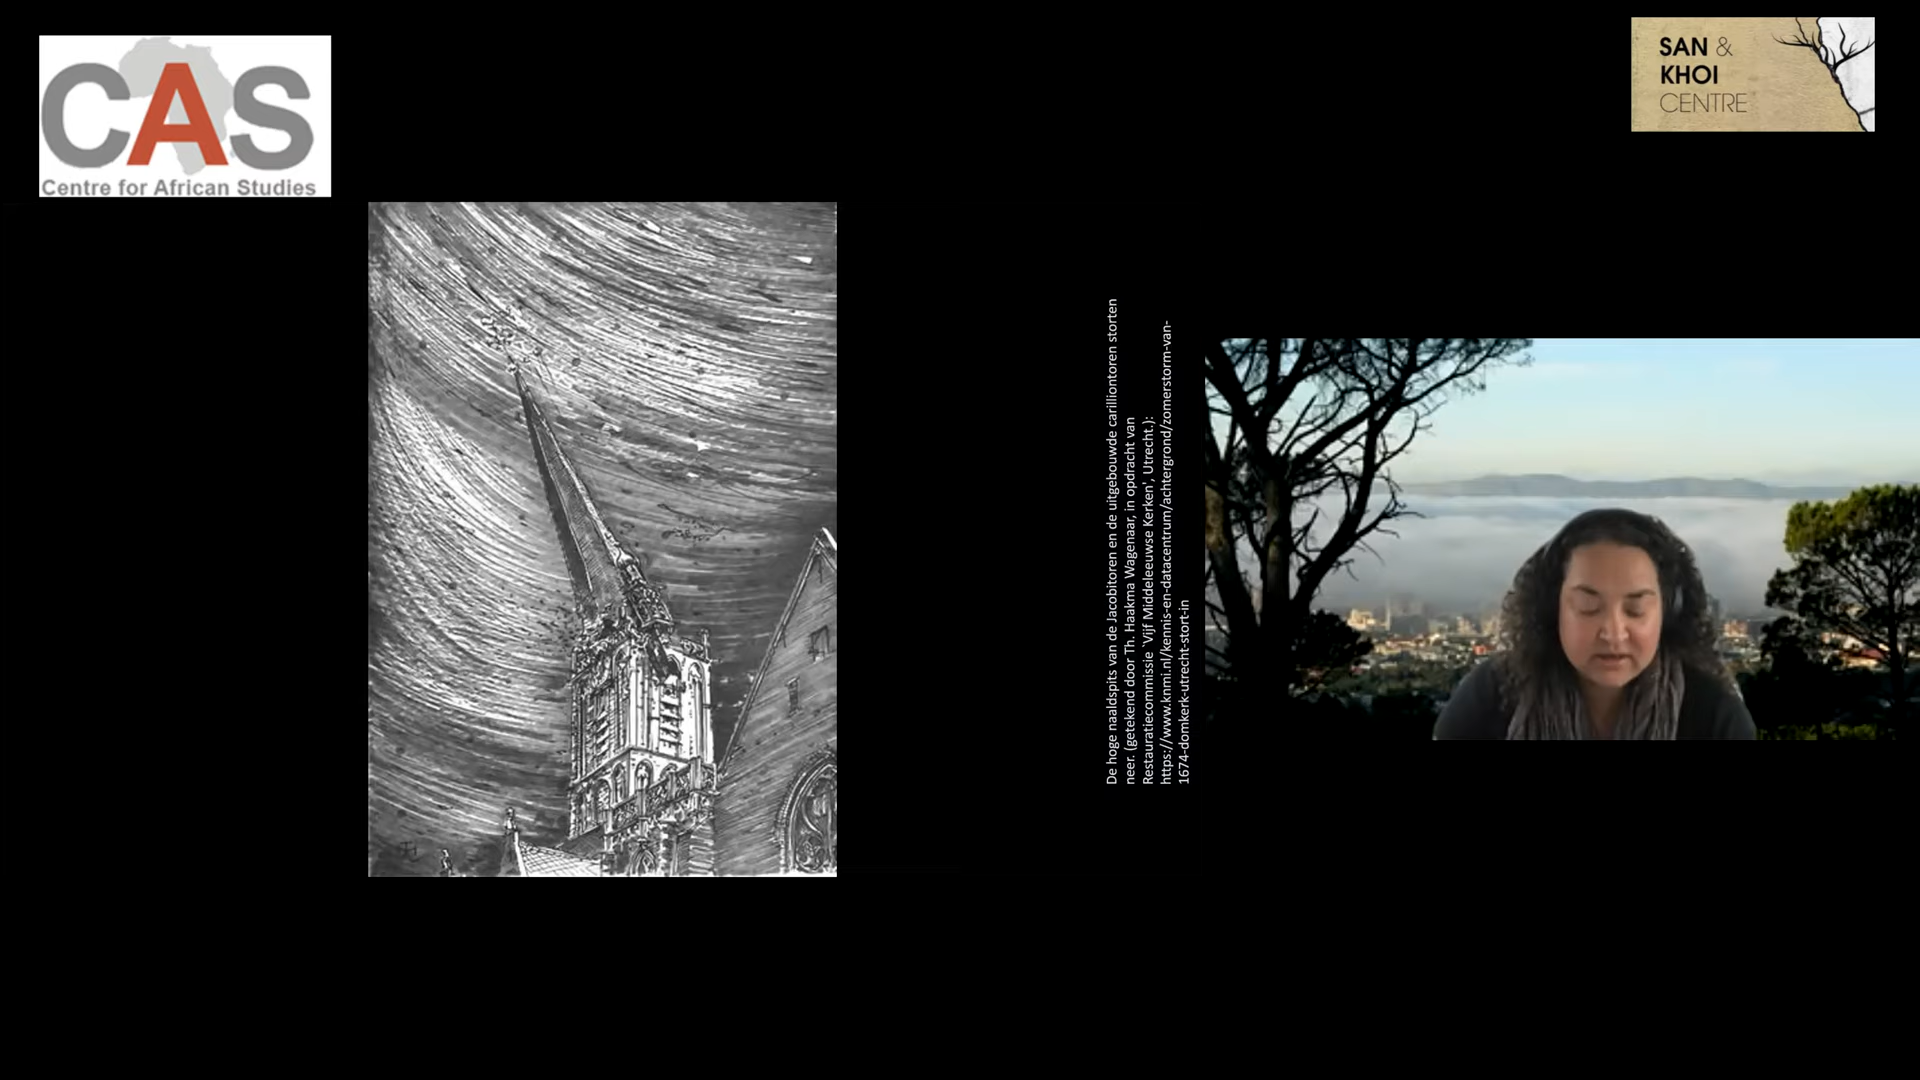 CAS
Centre for African Studies
SAN &
KHOI
CENTRE
De hoge naaldspits van de Jacobitoren en de uitgebouwde carilliontoren storten
neer. (getekend door Th. Haakma Wagenaar, in opdracht van
Restauratiecommissie `Vijf Middeleeuwse Kerken', Utrecht.):
https://www.knmi.nl/kennis-en-datacentrum/achtergrond/zomerstorm-van-
1674-domkerk-utrecht-stort-in